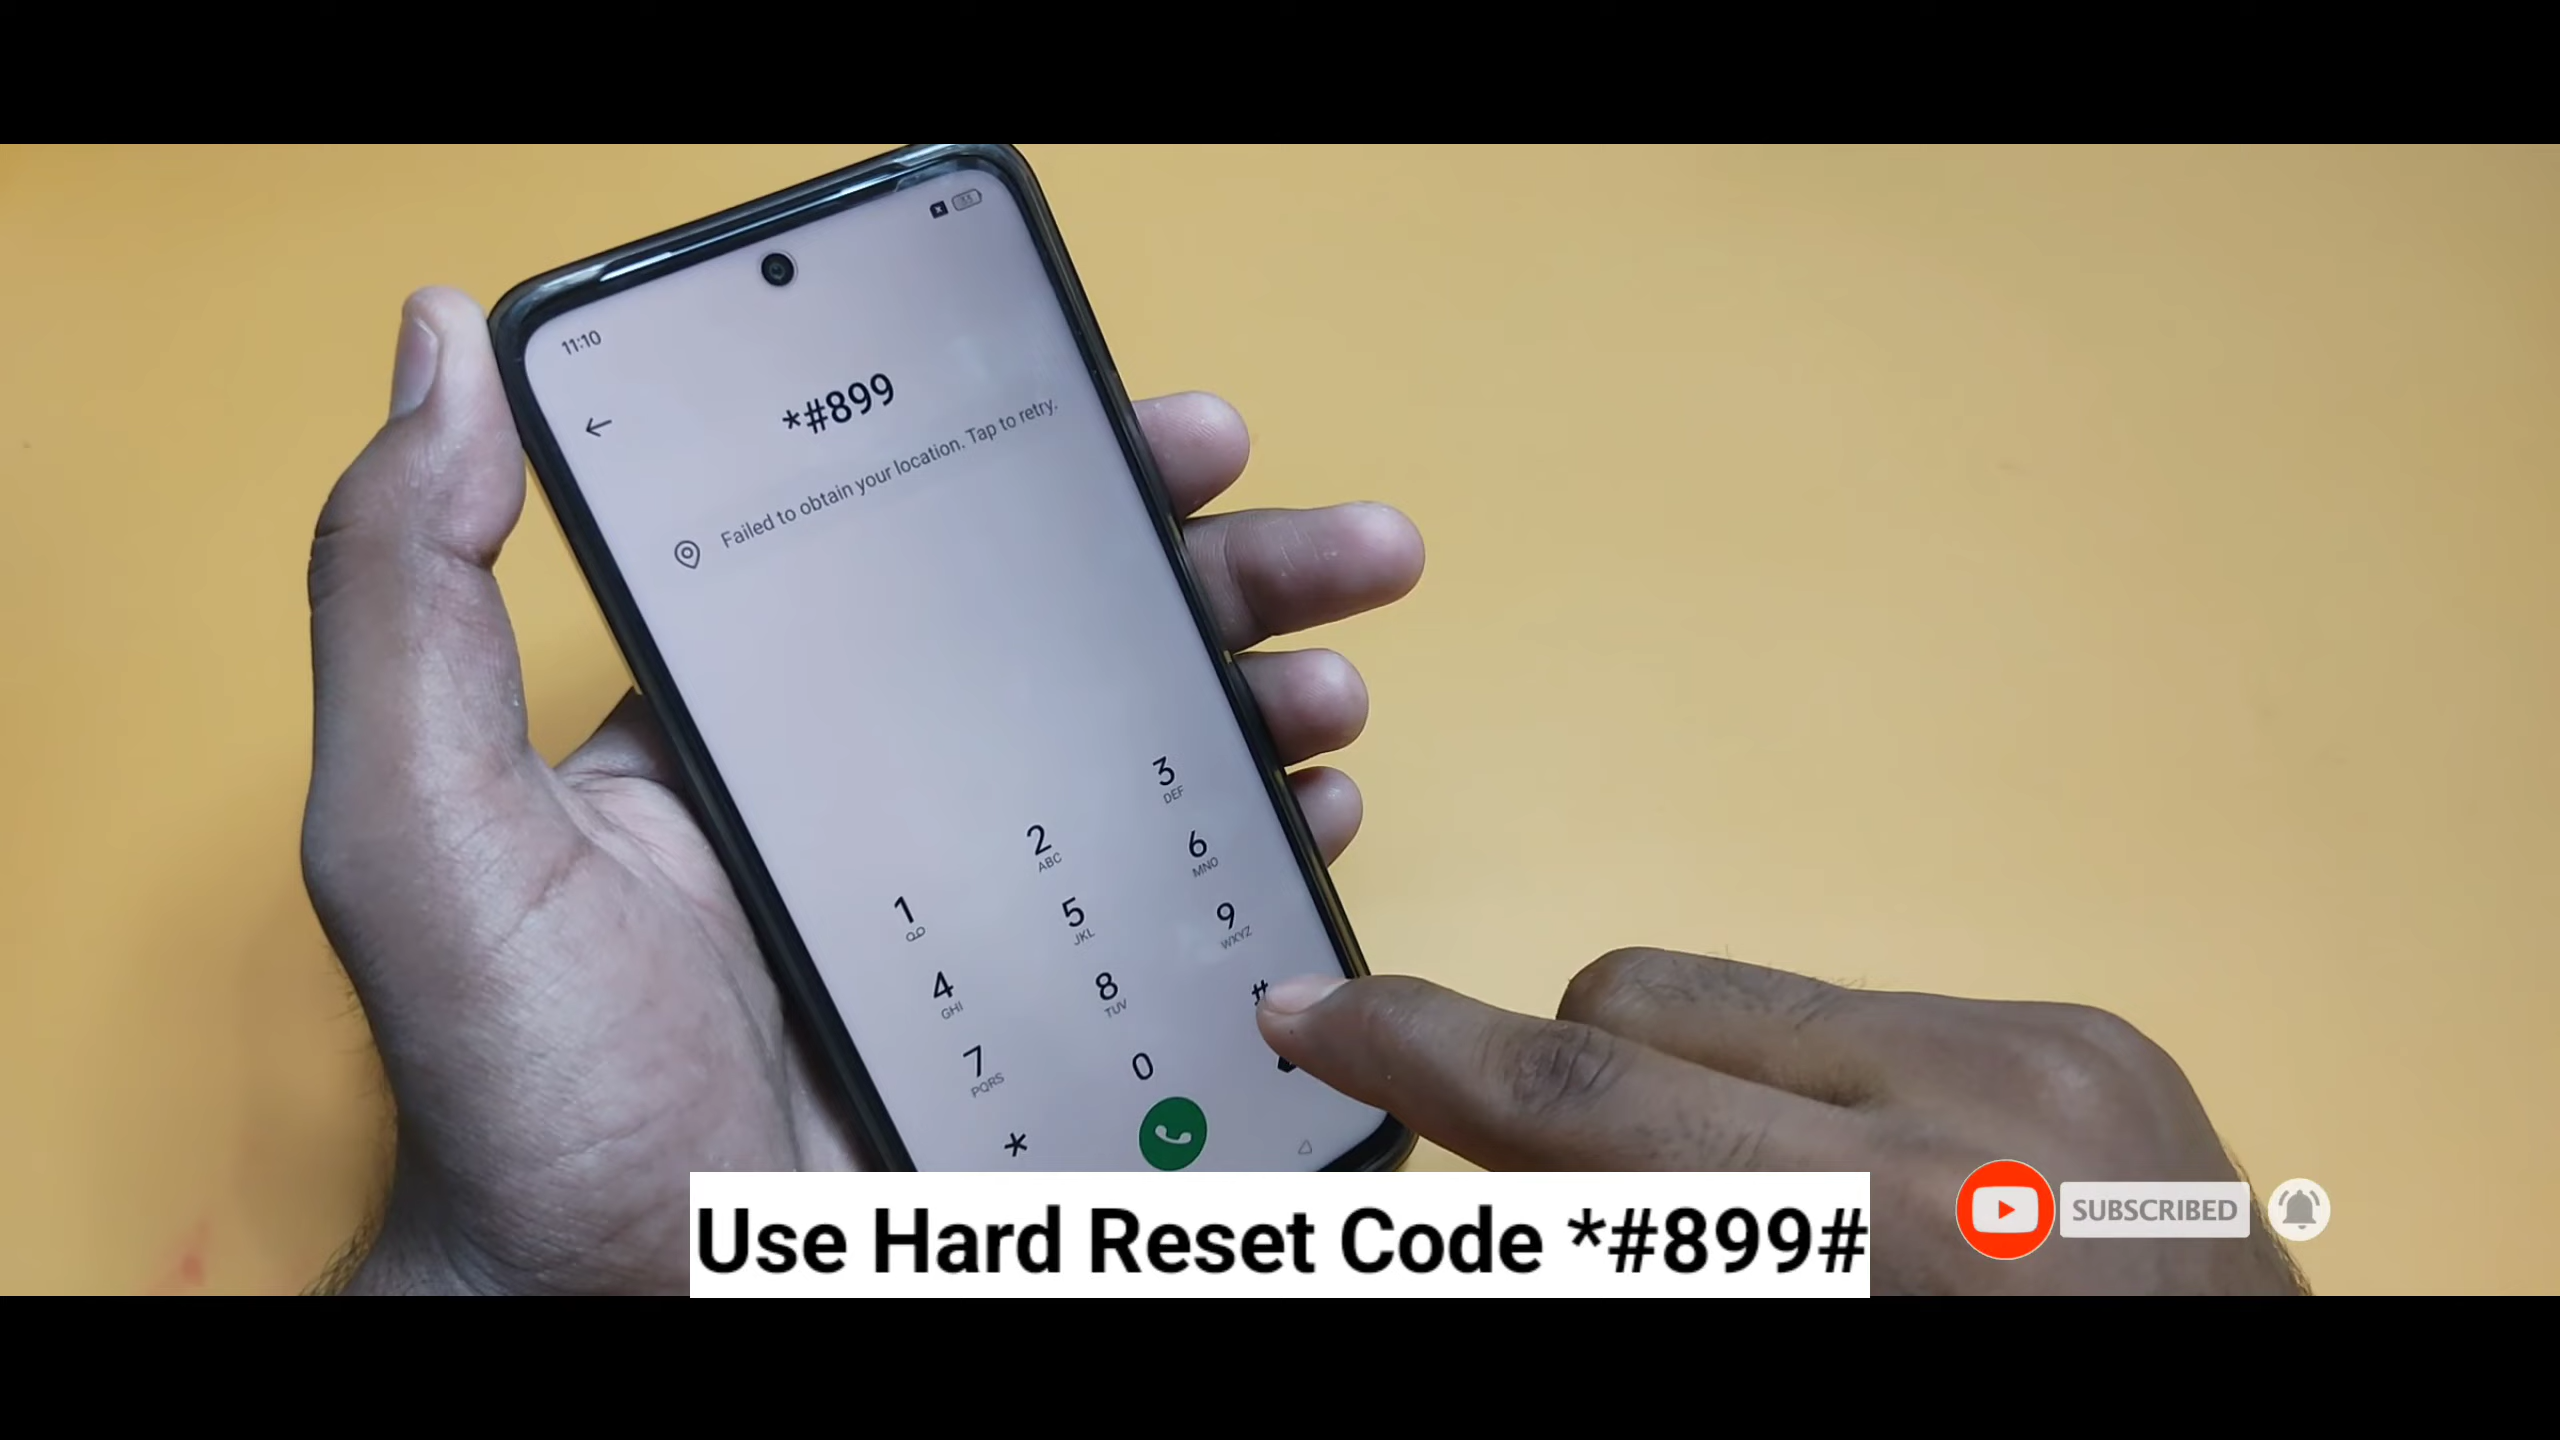 11:10
*#899
Failed to obtain your location. Tap to retry.
1
2
ABC
3
DEF
4
GHI
5
JKL
6
MNO
7
PQRS
8
TUV
9
WXYZ
*
0
#
Use Hard Reset Code *#899#
SUBSCRIBED